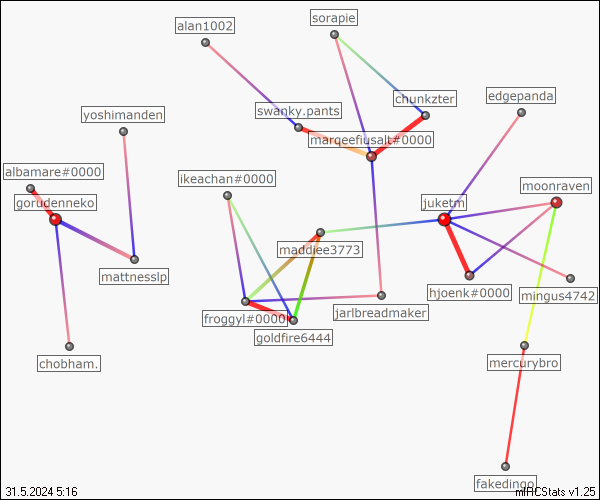 sorapie
alan1002
edgepanda
chunkzter
swanky.pants
yoshimanden
marqeefiusalt#0000
albamare#0000
ikeachan#0000
moonraven
gorudenneko
juketm
maddiee3773
mattnesslp
hjoenk#0000
mingus4742
jarlbreadmaker
froggyl#0000
goldfire6444
chobham.
mercurybro
fakedingo
31.5.2024 5:16
mIRCStats v1.25